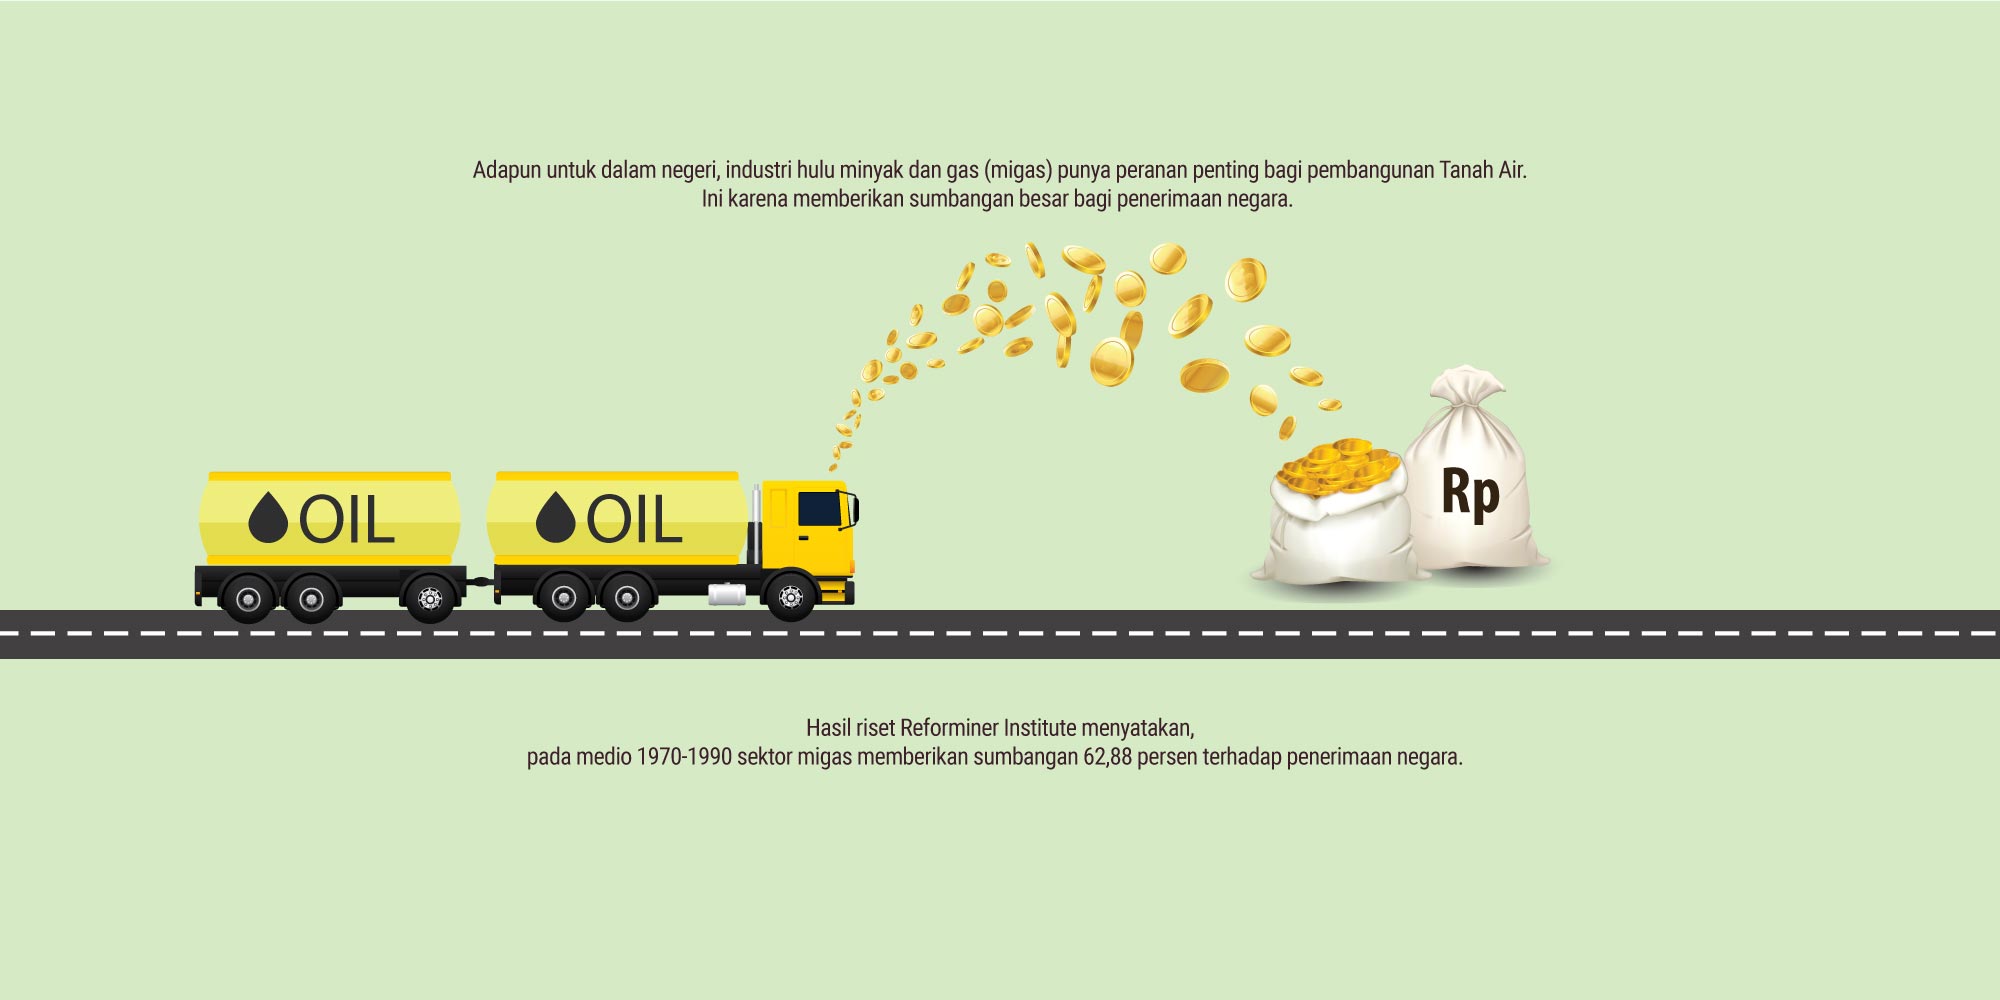 Adapun untuk dalam negeri, industri hulu minyak dan gas (migas) punya peranan penting bagi pembangunan Tanah Air.
Ini karena memberikan sumbangan besar bagi penerimaan negara.
OIL
OIL
Rp
Hasil riset Reforminer Institute menyatakan,
pada medio 1970-1990 sektor migas memberikan sumbangan 62,88 persen terhadap penerimaan negara.